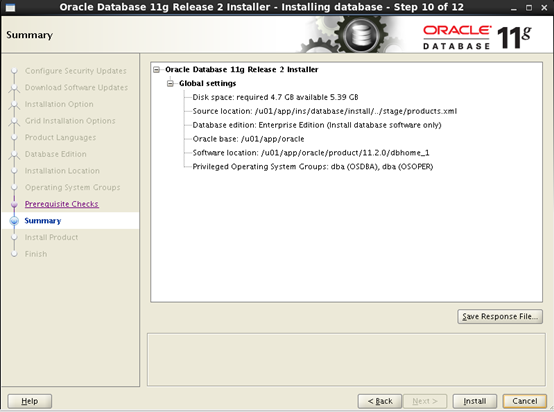 Oracle Database 11g Release 2 Installer - Installing database - Step 10 of 12
Summary
ORACLE
DATABASE 11g
Configure Security Updates
Download Software Updates
Installation Option
Grid Installation Options
Product Languages
Database Edition
Installation Location
Operating System Groups
Prerequisite Checks
Summary
Install Product
Finish
Oracle Database 11g Release 2 Installer
Global settings
Disk space: required 4.7 GB available 5.39 GB
Source location: /u01/app/ins/database/install/../stage/products.xml
Database edition: Enterprise Edition (Install database software only)
Oracle base: /u01/app/oracle
Software location: /u01/app/oracle/product/11.2.0/dbhome_1
Privileged Operating System Groups: dba (OSDBA), dba (OSOPER)
Save Response File...
Help
< Back
Next >
Install
Cancel